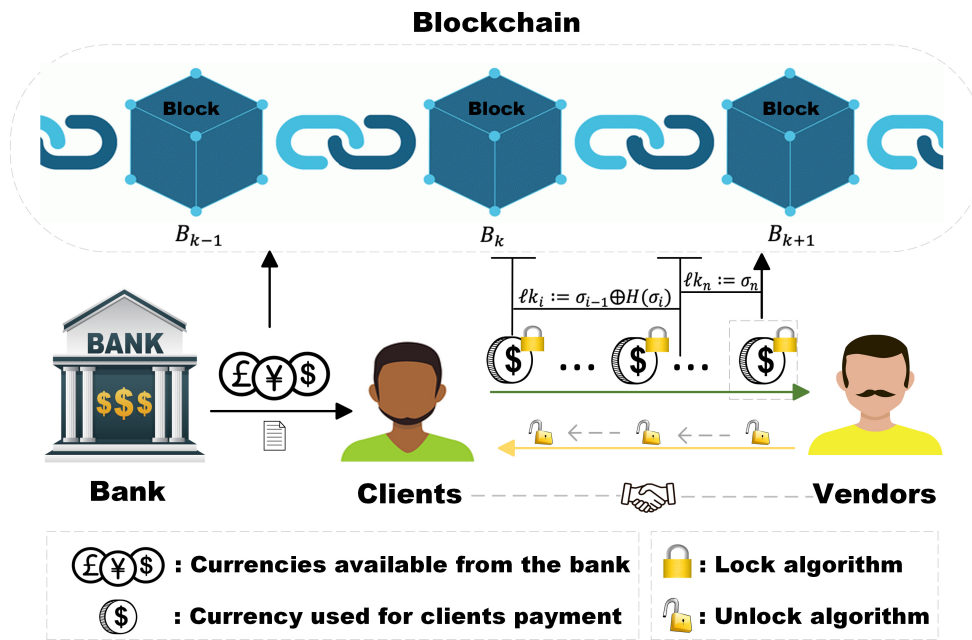 Blockchain
Block
Block
Block
B_{k−1}
B_k
B_{k+1}
ℓk_i := σ_{i−1}⊕H(σ_i)
ℓk_n := σ_n
BANK
$$$
£ ¥ $
$ ... $ ... $
Bank
Clients
Vendors
£ ¥ $ : Currencies available from the bank
$ : Currency used for clients payment
: Lock algorithm
: Unlock algorithm